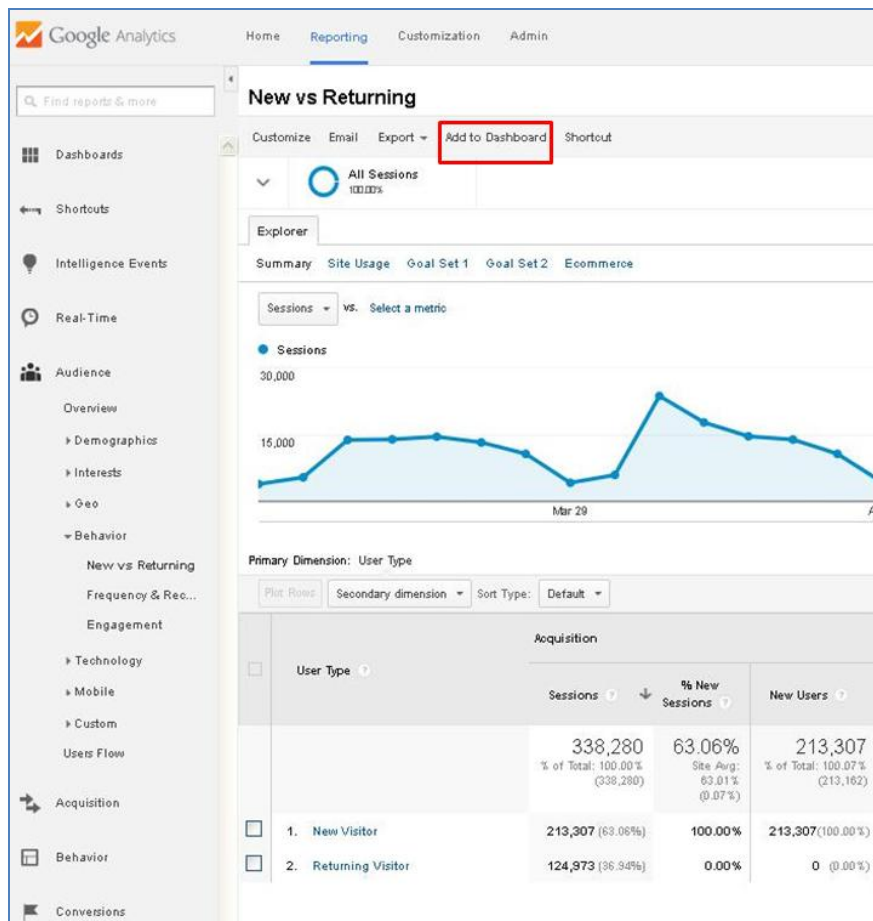 Google Analytics
Home Reporting Customization Admin
Find reports & more
Dashboards
Shortcuts
Intelligence Events
Real-Time
Audience
Overview
Demographics
Interests
Geo
Behavior
New vs Returning
Frequency & Rec...
Engagement
Technology
Mobile
Custom
Users Flow
Acquisition
Behavior
Conversions
New vs Returning
Customize Email Export Add to Dashboard Shortcut
All Sessions
100.00%
Explorer
Summary Site Usage Goal Set 1 Goal Set 2 Ecommerce
Sessions vs. Select a metric
Sessions
30,000
15,000
Mar 29 A
Primary Dimension: User Type
Plot Rows Secondary dimension Sort Type: Default
Acquisition
User Type ? Sessions ? % New Sessions ? New Users ?
338,280 63.06% 213,307
% of Total: 100.00% (338,280) Site Avg: 63.01% (0.07%) % of Total: 100.07% (213,162)
1. New Visitor 213,307 (63.06%) 100.00% 213,307(100.00%)
2. Returning Visitor 124,973 (36.94%) 0.00% 0 (0.00%)